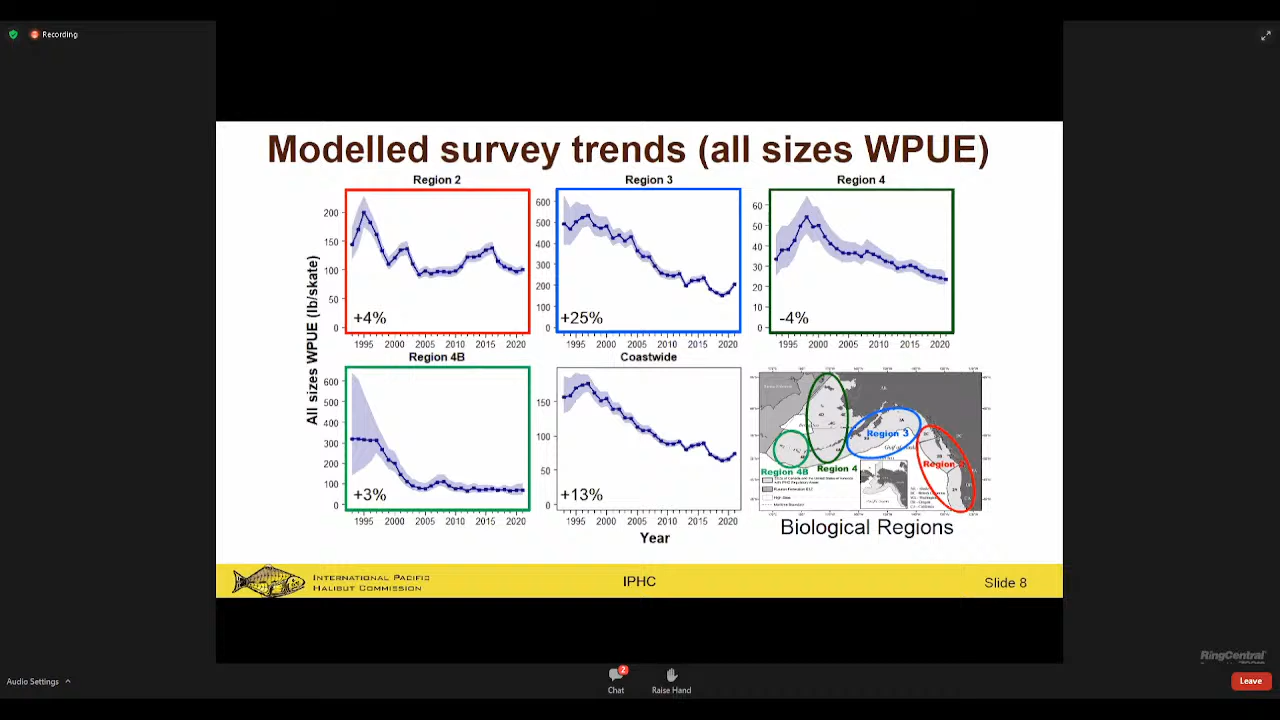 Recording
Modelled survey trends (all sizes WPUE)
Region 2
Region 3
Region 4
200
150
100
50
0
+4%
1995 2000 2005 2010 2015 2020
600
500
400
300
200
100
0
+25%
1995 2000 2005 2010 2015 2020
60
50
40
30
20
10
0
-4%
1995 2000 2005 2010 2015 2020
All sizes WPUE (lb/skate)
Region 4B
Coastwide
600
500
400
300
200
100
0
+3%
1995 2000 2005 2010 2015 2020
150
100
50
0
+13%
1995 2000 2005 2010 2015 2020
Year
Region 3
Region 4B
Region 4
Region
Biological Regions
INTERNATIONAL PACIFIC
HALIBUT COMMISSION
IPHC
Slide 8
RingCentral
Audio Settings
2
Chat
Raise Hand
Leave